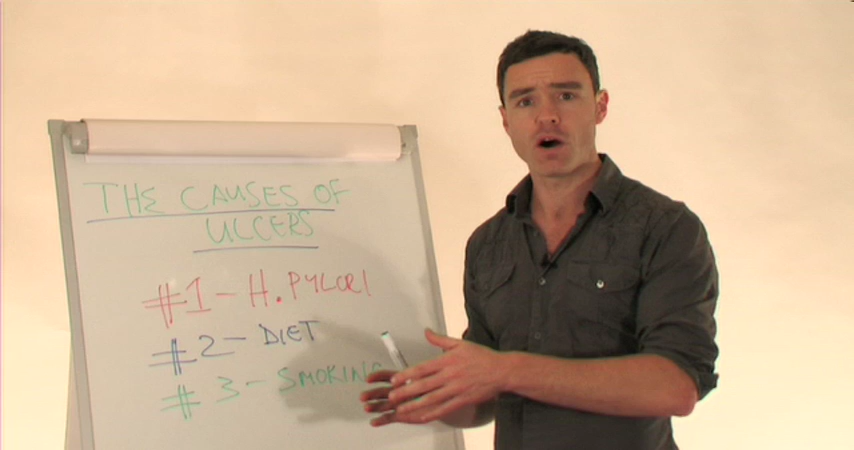 THE CAUSES OF
ULCERS
#1 - H. PYLORI
#2 - DIET
#3 - SMOKING